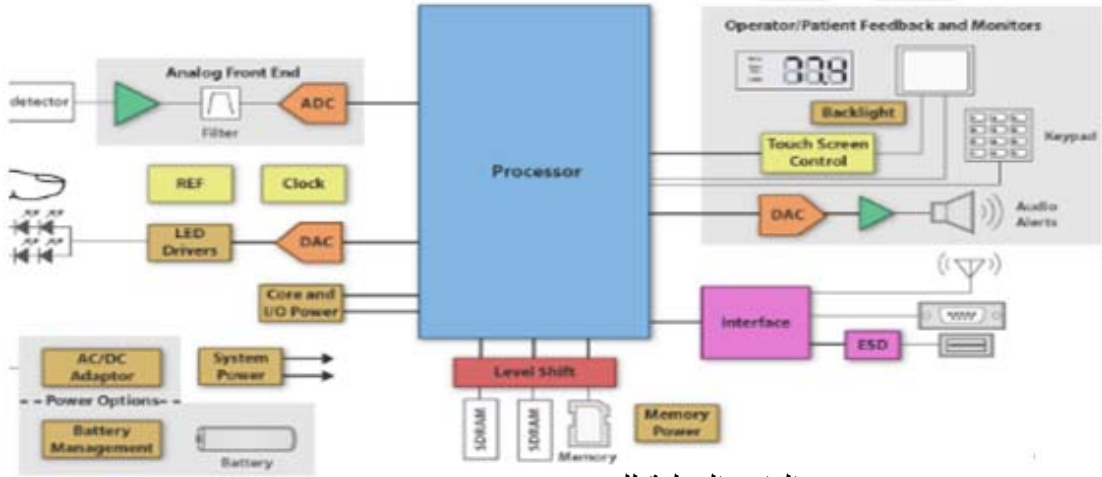 Operator/Patient Feedback and Monitors
Analog Front End
detector
ADC
Filter
Backlight
Keypad
Touch Screen
Control
Processor
REF
Clock
DAC
Audio
Alerts
LED
Drivers
DAC
Core and
I/O Power
Interface
ESD
AC/DC
Adaptor
System
Power
Level Shift
- - Power Options - -
SDRAM
SDRAM
Memory
Memory
Power
Battery
Management
Battery